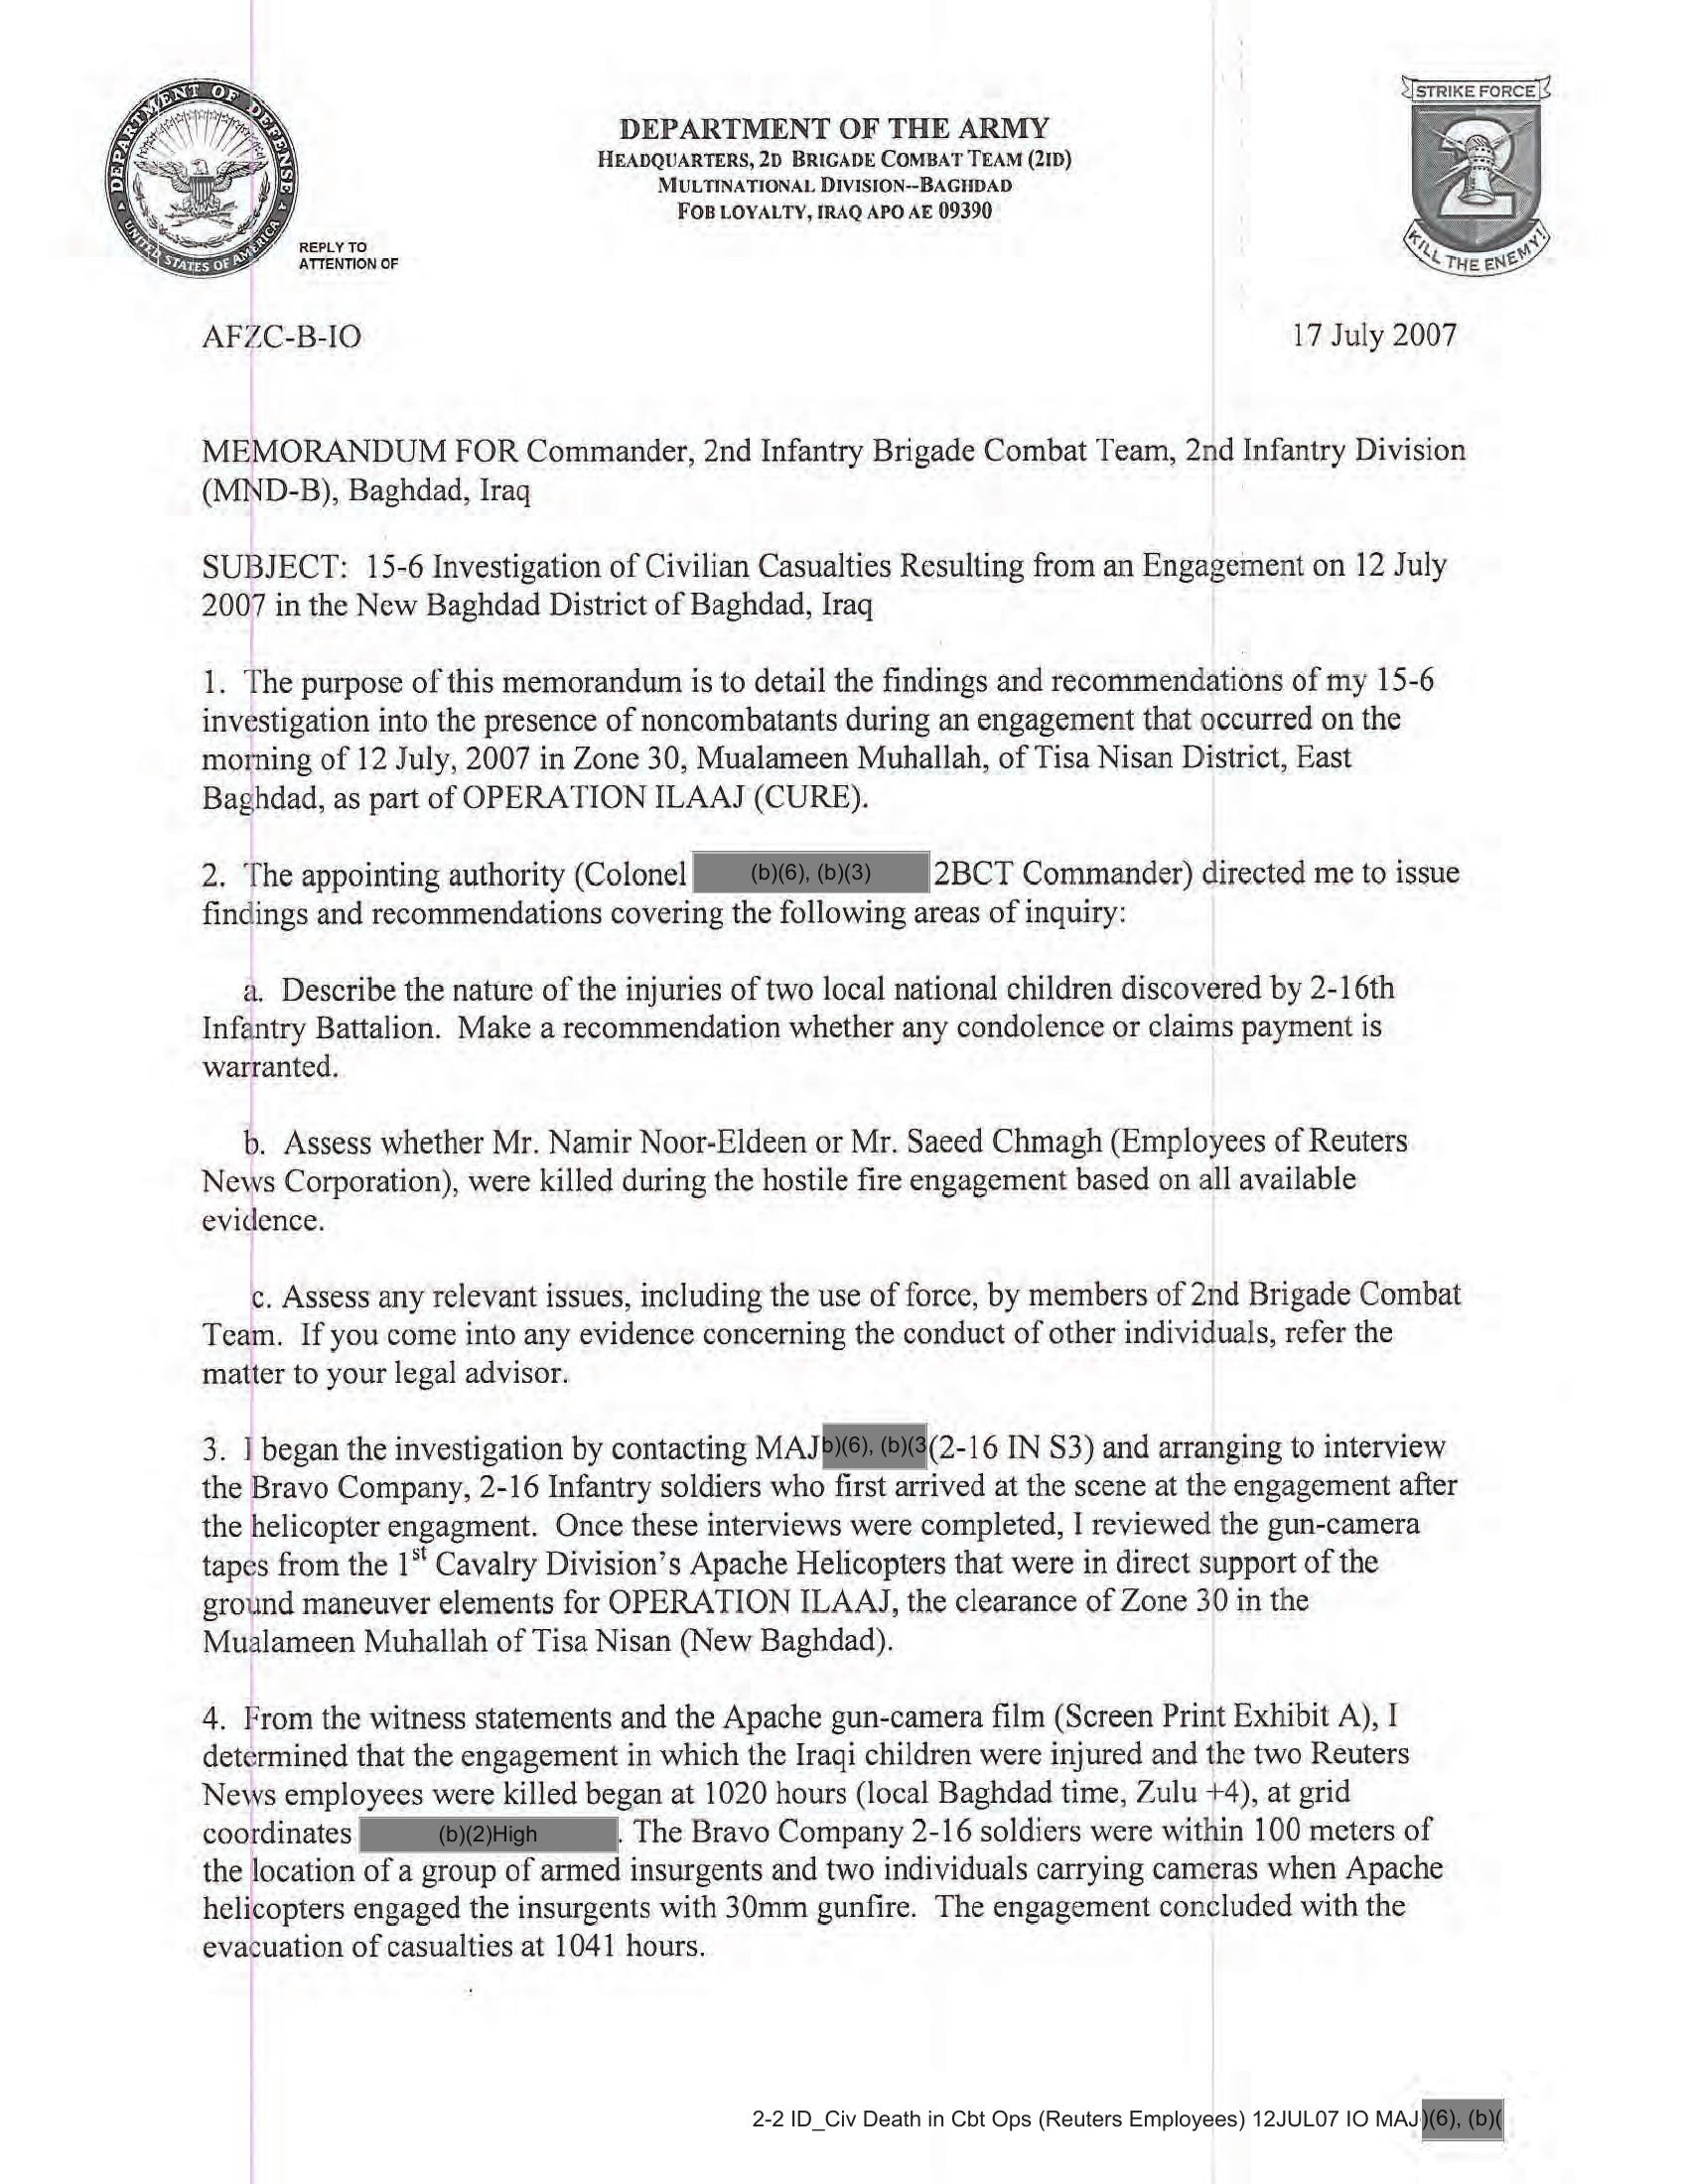 DEPARTMENT OF DEFENSE
UNITED STATES OF AMERICA
REPLY TO
ATTENTION OF
DEPARTMENT OF THE ARMY
HEADQUARTERS, 2D BRIGADE COMBAT TEAM (2ID)
MULTINATIONAL DIVISION--BAGHDAD
FOB LOYALTY, IRAQ APO AE 09390
STRIKE FORCE
2
KILL THE ENEMY!
AFZC-B-IO
17 July 2007
MEMORANDUM FOR Commander, 2nd Infantry Brigade Combat Team, 2nd Infantry Division
(MND-B), Baghdad, Iraq
SUBJECT: 15-6 Investigation of Civilian Casualties Resulting from an Engagement on 12 July
2007 in the New Baghdad District of Baghdad, Iraq
1. The purpose of this memorandum is to detail the findings and recommendations of my 15-6
investigation into the presence of noncombatants during an engagement that occurred on the
morning of 12 July, 2007 in Zone 30, Mualameen Muhallah, of Tisa Nisan District, East
Baghdad, as part of OPERATION ILAAJ (CURE).
2. The appointing authority (Colonel (b)(6), (b)(3) 2BCT Commander) directed me to issue
findings and recommendations covering the following areas of inquiry:
a. Describe the nature of the injuries of two local national children discovered by 2-16th
Infantry Battalion. Make a recommendation whether any condolence or claims payment is
warranted.
b. Assess whether Mr. Namir Noor-Eldeen or Mr. Saeed Chmagh (Employees of Reuters
News Corporation), were killed during the hostile fire engagement based on all available
evidence.
c. Assess any relevant issues, including the use of force, by members of 2nd Brigade Combat
Team. If you come into any evidence concerning the conduct of other individuals, refer the
matter to your legal advisor.
3. I began the investigation by contacting MAJ b)(6), (b)(3 (2-16 IN S3) and arranging to interview
the Bravo Company, 2-16 Infantry soldiers who first arrived at the scene at the engagement after
the helicopter engagment. Once these interviews were completed, I reviewed the gun-camera
tapes from the 1st Cavalry Division's Apache Helicopters that were in direct support of the
ground maneuver elements for OPERATION ILAAJ, the clearance of Zone 30 in the
Mualameen Muhallah of Tisa Nisan (New Baghdad).
4. From the witness statements and the Apache gun-camera film (Screen Print Exhibit A), I
determined that the engagement in which the Iraqi children were injured and the two Reuters
News employees were killed began at 1020 hours (local Baghdad time, Zulu +4), at grid
coordinates (b)(2)High . The Bravo Company 2-16 soldiers were within 100 meters of
the location of a group of armed insurgents and two individuals carrying cameras when Apache
helicopters engaged the insurgents with 30mm gunfire. The engagement concluded with the
evacuation of casualties at 1041 hours.
2-2 ID_Civ Death in Cbt Ops (Reuters Employees) 12JUL07 IO MAJ )(6), (b)(